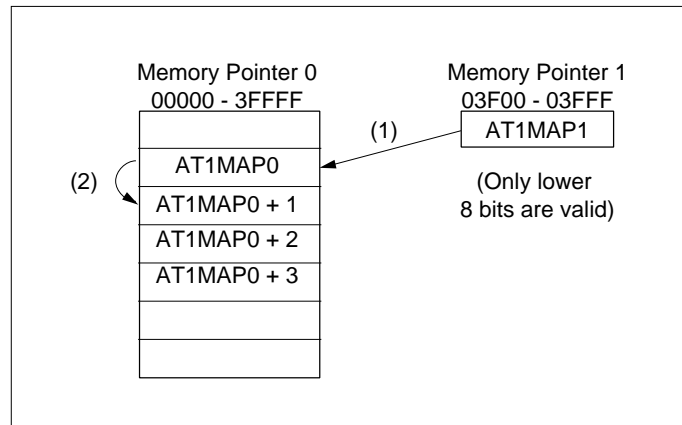 Memory Pointer 0
00000 - 3FFFF
Memory Pointer 1
03F00 - 03FFF
(1)
AT1MAP1
(2)
AT1MAP0
AT1MAP0 + 1
AT1MAP0 + 2
AT1MAP0 + 3
(Only lower
8 bits are valid)